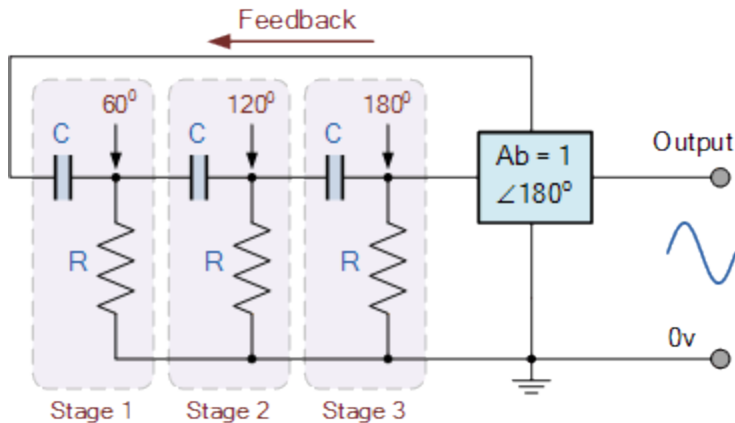 Feedback
60⁰
120⁰
180⁰
C
C
C
Ab = 1
∠180º
Output
R
R
R
0v
Stage 1
Stage 2
Stage 3